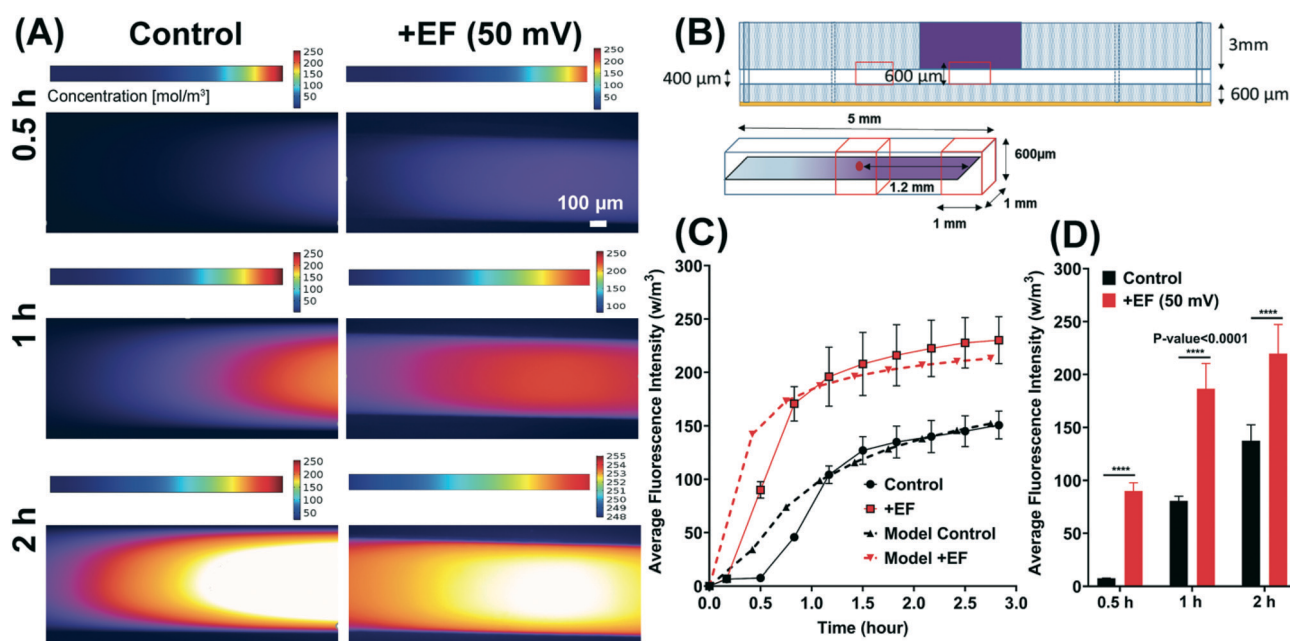 (A)
Control
+EF (50 mV)
250
200
150
100
50
250
200
150
100
50
Concentration [mol/m³]
0.5 h
100 µm
250
200
150
100
50
250
200
150
100
1 h
250
200
150
100
50
255
254
253
252
251
250
249
248
2 h
(B)
3mm
400 µm
600 µm
600 µm
5 mm
600µm
1.2 mm
1 mm
1 mm
(C)
300
250
200
150
100
50
0
Average Fluorescence Intensity (w/m³)
Control
+EF
Model Control
Model +EF
0.0 0.5 1.0 1.5 2.0 2.5 3.0
Time (hour)
(D)
Control
+EF (50 mV)
300
250
200
150
100
50
0
Average Fluorescence Intensity (w/m³)
****
P-value<0.0001
****
****
0.5 h 1 h 2 h